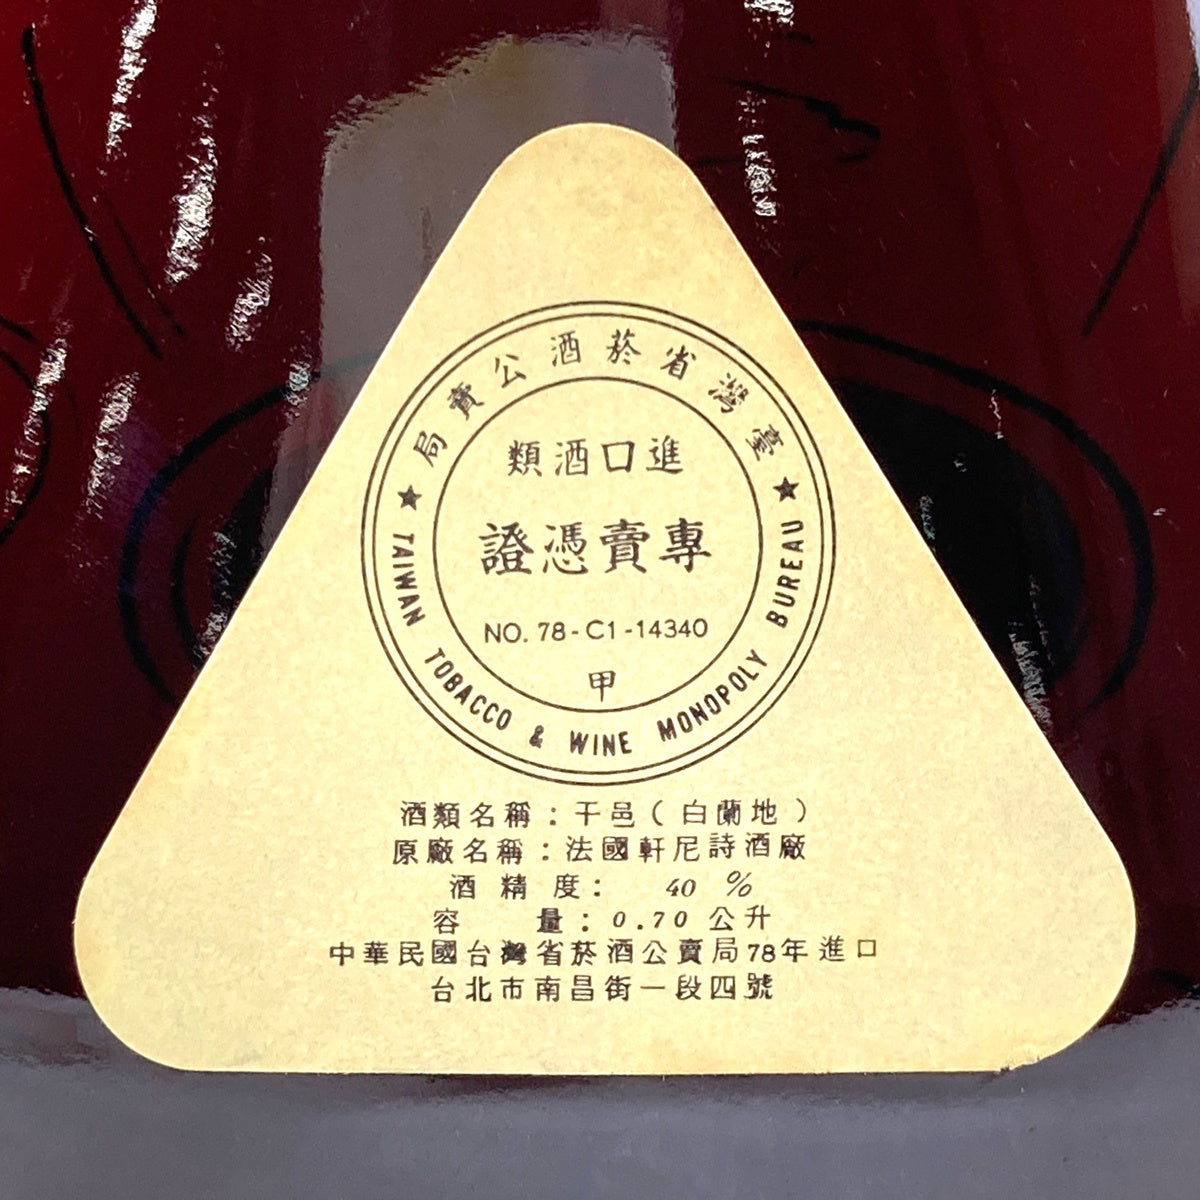 臺灣省菸酒公賣局
進口酒類
專賣憑證
NO. 78-C1-14340
甲
★ TAIWAN TOBACCO & WINE MONOPOLY BUREAU ★
酒類名稱：干邑（白蘭地）
原廠名稱：法國軒尼詩酒廠
酒精度： 40 %
容 量：0.70 公升
中華民國台灣省菸酒公賣局78年進口
台北市南昌街一段四號